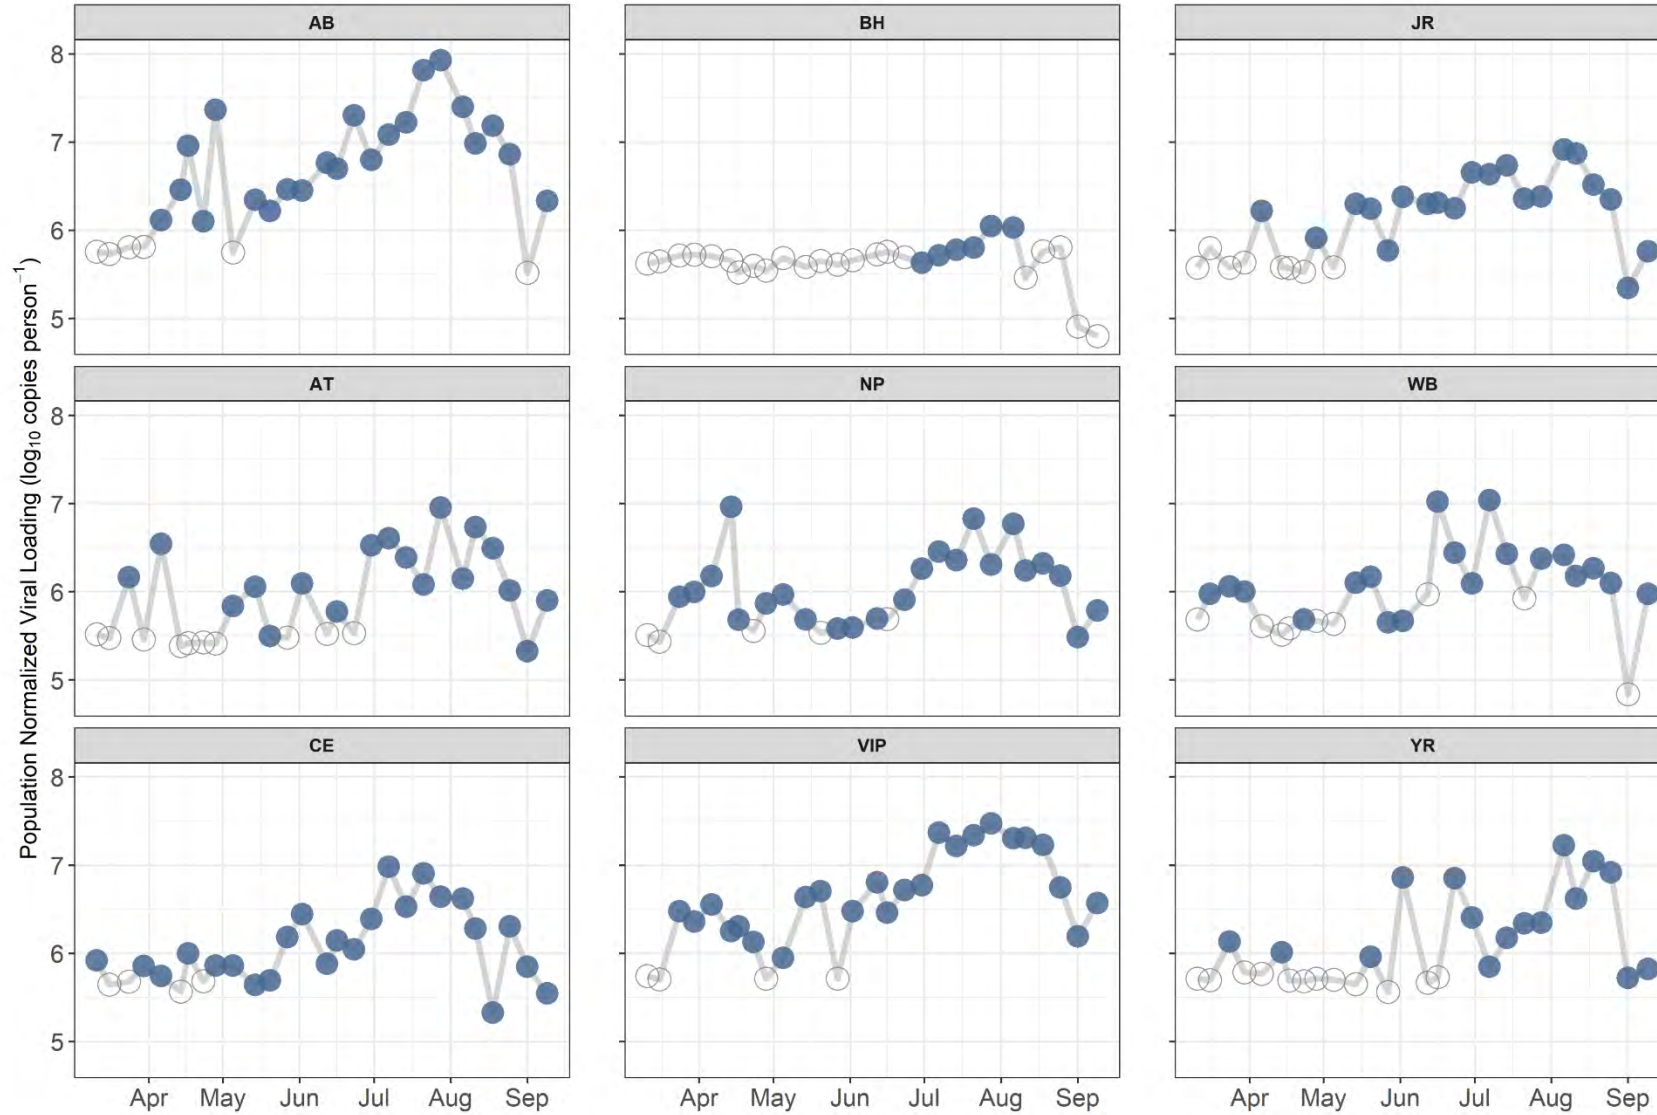 AB BH JR
8
7
6
5
AT NP WB
8
7
6
5
CE VIP YR
8
7
6
5
Apr May Jun Jul Aug Sep Apr May Jun Jul Aug Sep Apr May Jun Jul Aug Sep
Population Normalized Viral Loading (log₁₀ copies person⁻¹)